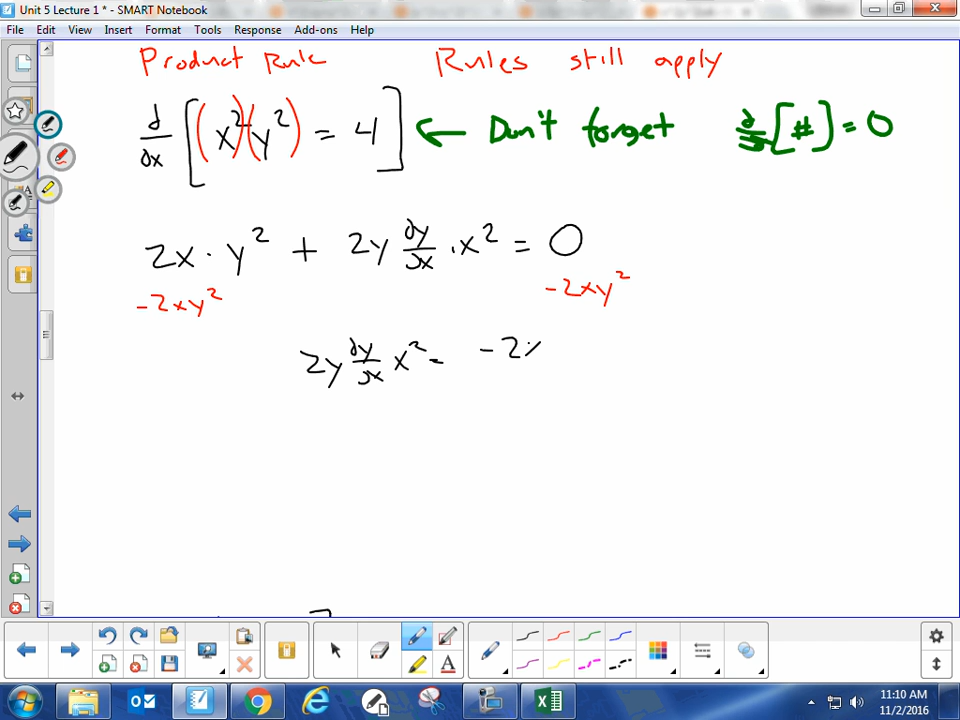 Unit 5 Lecture 1 * - SMART Notebook
File Edit View Insert Format Tools Response Add-ons Help
Product Rule Rules still apply
d/dx [(x²)(y²) = 4] ← Don't forget d/dx [#] = 0
2x · y² + 2y dy/dx · x² = 0
-2xy² -2xy²
2y dy/dx x² = -2x
A
11:10 AM
11/2/2016